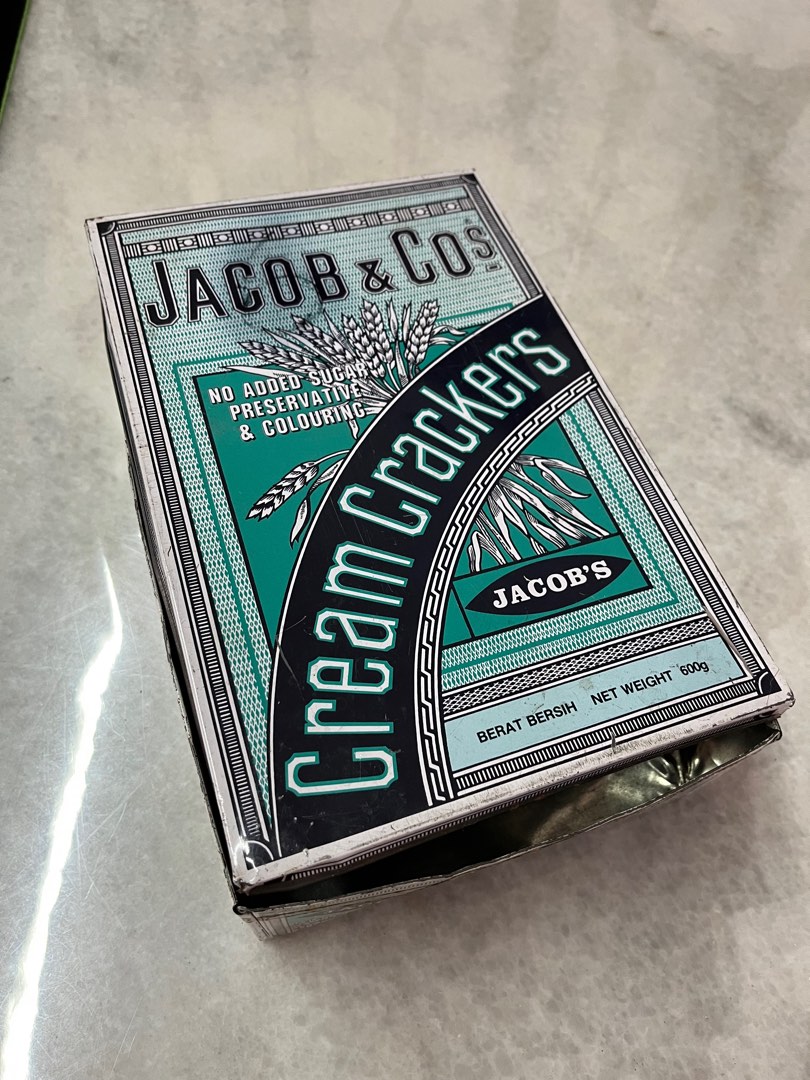 JACOB & CO'S
NO ADDED SUGAR
PRESERVATIVE
& COLOURING
Cream Crackers
JACOB'S
BERAT BERSIH NET WEIGHT 600g